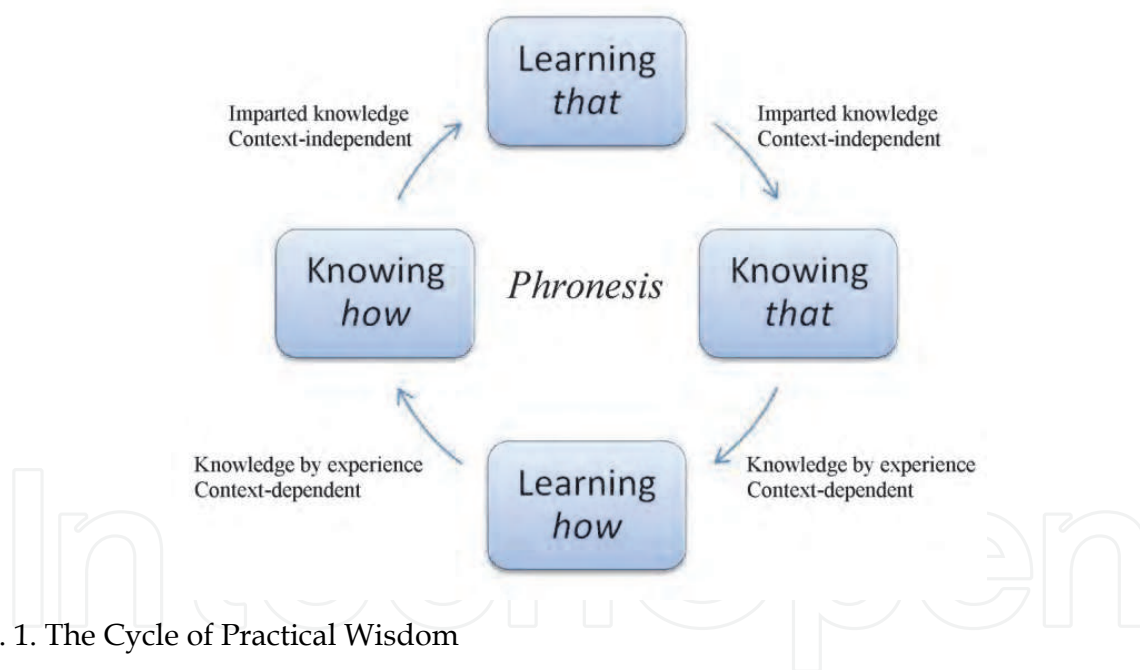 Learning
that
Imparted knowledge
Context-independent
Imparted knowledge
Context-independent
Knowing
how
Phronesis
Knowing
that
Knowledge by experience
Context-dependent
Learning
how
Knowledge by experience
Context-dependent
. 1. The Cycle of Practical Wisdom